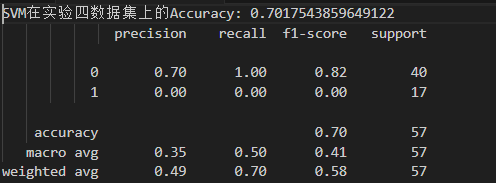 SVM在实验四数据集上的Accuracy: 0.7017543859649122
precision recall f1-score support
0 0.70 1.00 0.82 40
1 0.00 0.00 0.00 17
accuracy 0.70 57
macro avg 0.35 0.50 0.41 57
weighted avg 0.49 0.70 0.58 57